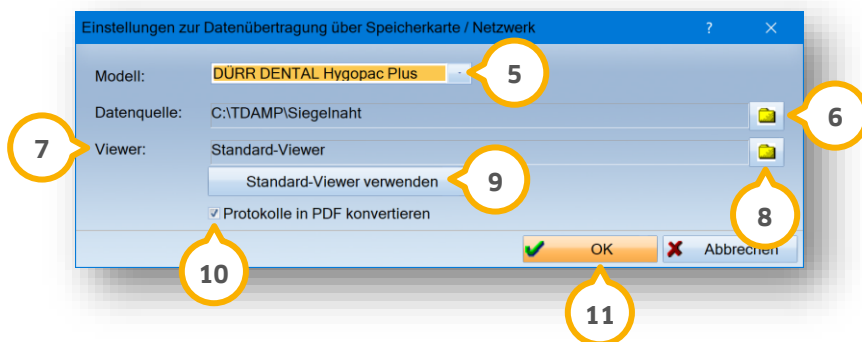 Einstellungen zur Datenübertragung über Speicherkarte / Netzwerk ? ×
Modell: DÜRR DENTAL Hygopac Plus 5
Datenquelle: C:\TDAMP\Siegelnaht 6
7 Viewer: Standard-Viewer
Standard-Viewer verwenden 9
8
Protokolle in PDF konvertieren
10
OK Abbrechen
11